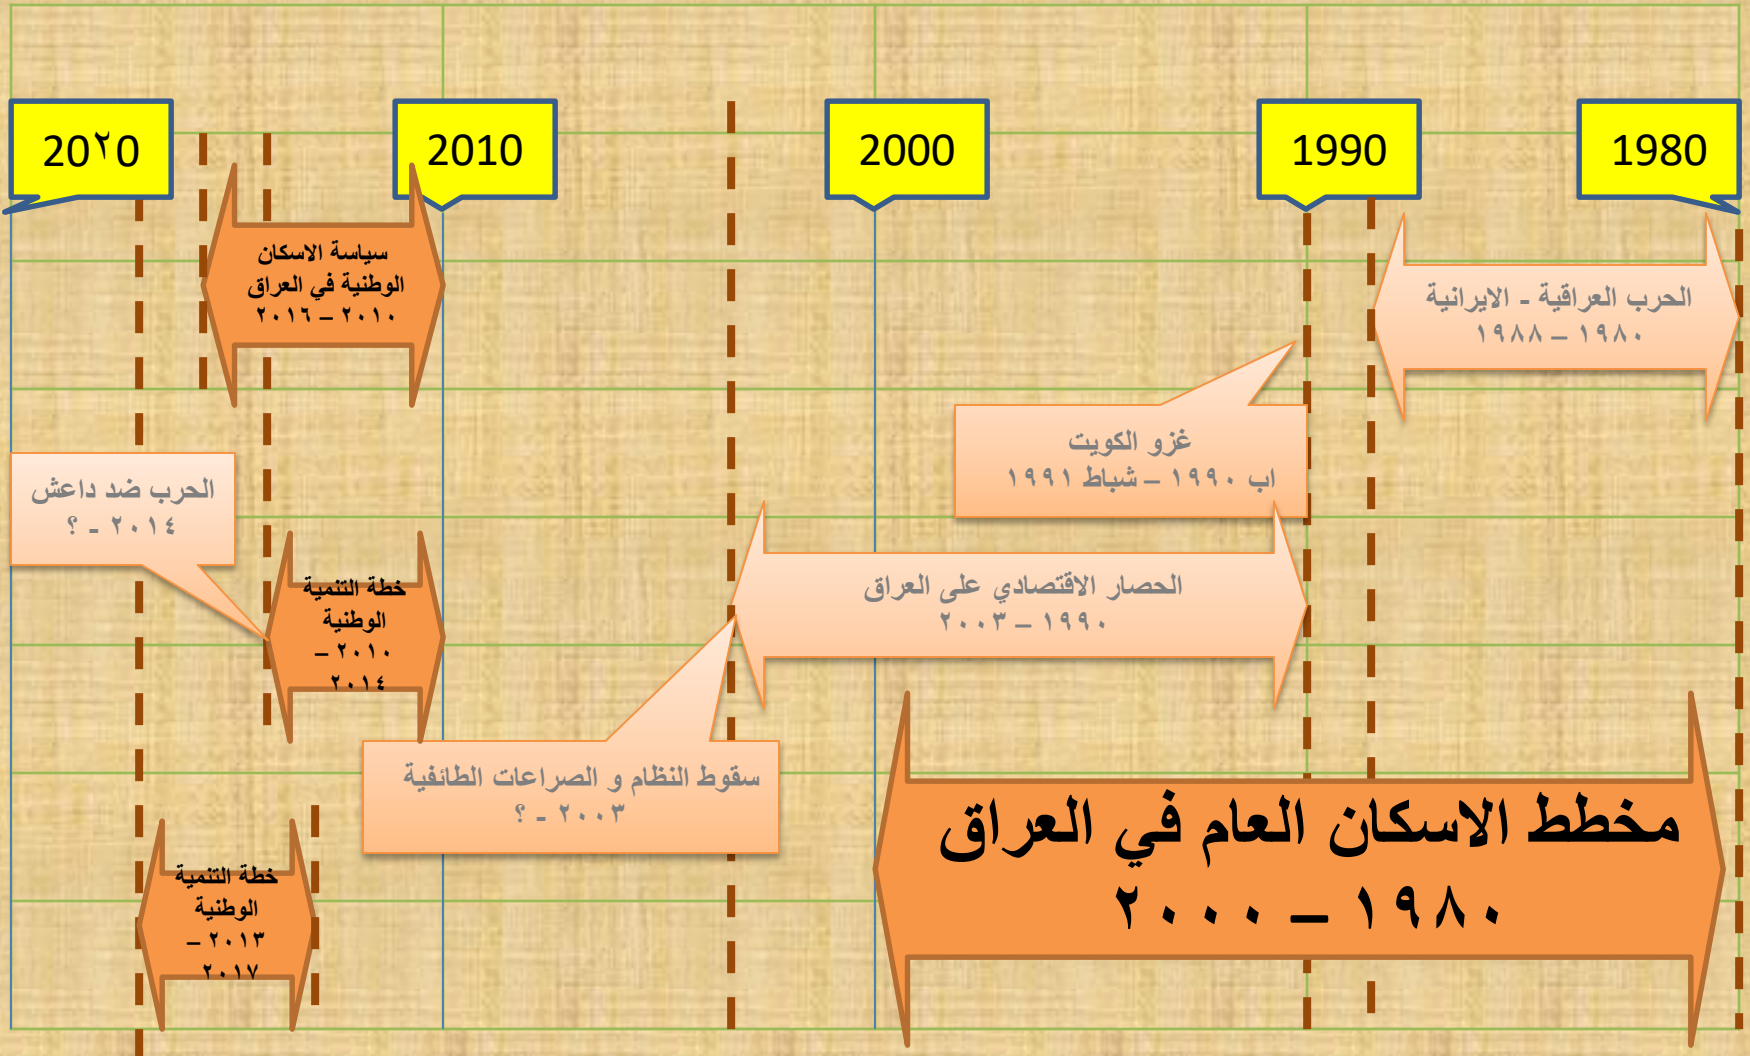 1980
1990
2000
2010
20٢0
الحرب العراقية - الايرانية
١٩٨٠ – ١٩٨٨
سياسة الاسكان
الوطنية في العراق
٢٠١٠ – ٢٠١٦
غزو الكويت
اب ١٩٩٠ – شباط ١٩٩١
الحرب ضد داعش
٢٠١٤ - ؟
الحصار الاقتصادي على العراق
١٩٩٠ – ٢٠٠٣
خطة التنمية
الوطنية
٢٠١٠ –
٢٠١٤
سقوط النظام و الصراعات الطائفية
٢٠٠٣ - ؟
مخطط الاسكان العام في العراق
١٩٨٠ – ٢٠٠٠
خطة التنمية
الوطنية
٢٠١٣ –
٢٠١٧